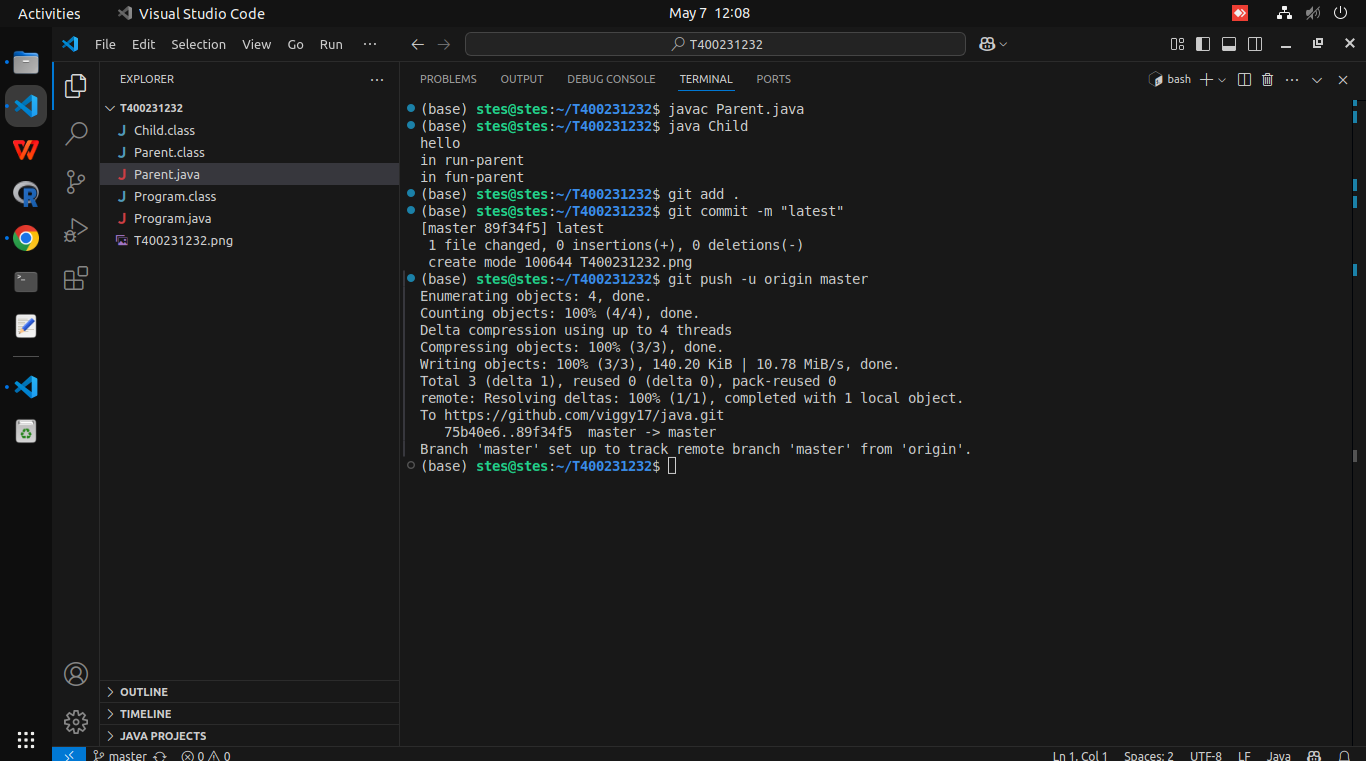 Activities
Visual Studio Code
May 7 12:08
File Edit Selection View Go Run ···
T400231232
EXPLORER ···
T400231232
Child.class
Parent.class
Parent.java
Program.class
Program.java
T400231232.png
OUTLINE
TIMELINE
JAVA PROJECTS
PROBLEMS OUTPUT DEBUG CONSOLE TERMINAL PORTS
bash
(base) stes@stes:~/T400231232$ javac Parent.java
(base) stes@stes:~/T400231232$ java Child
hello
in run-parent
in fun-parent
(base) stes@stes:~/T400231232$ git add .
(base) stes@stes:~/T400231232$ git commit -m "latest"
[master 89f34f5] latest
 1 file changed, 0 insertions(+), 0 deletions(-)
 create mode 100644 T400231232.png
(base) stes@stes:~/T400231232$ git push -u origin master
Enumerating objects: 4, done.
Counting objects: 100% (4/4), done.
Delta compression using up to 4 threads
Compressing objects: 100% (3/3), done.
Writing objects: 100% (3/3), 140.20 KiB | 10.78 MiB/s, done.
Total 3 (delta 1), reused 0 (delta 0), pack-reused 0
remote: Resolving deltas: 100% (1/1), completed with 1 local object.
To https://github.com/viggy17/java.git
   75b40e6..89f34f5  master -> master
Branch 'master' set up to track remote branch 'master' from 'origin'.
(base) stes@stes:~/T400231232$
master 0 0
Ln 1, Col 1 Spaces: 2 UTF-8 LF Java